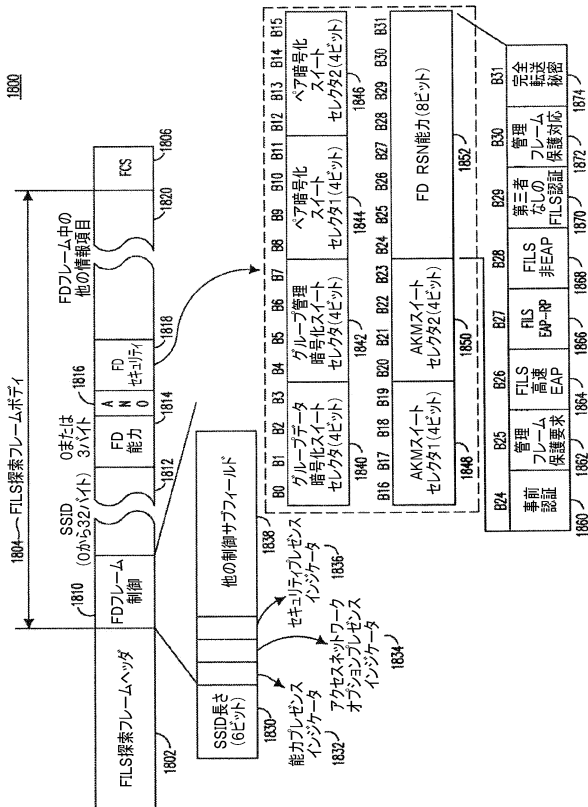 1800
1804
FILS探索フレームボディ
FILS探索フレームヘッダ
1802
1810
FDフレーム
制御
SSID
(0から32バイト)
1812
0または
3バイト
FD
能力
1814
1816
A
N
O
FD
セキュリティ
1818
FDフレーム中の
他の情報項目
1820
FCS
1806
SSID長さ
(6ビット)
1830
能力プレゼンス
インジケータ
1832
アクセスネットワーク
オプションプレゼンス
インジケータ
1834
セキュリティプレゼンス
インジケータ
1836
他の制御サブフィールド
1838
B0 B1 B2 B3 B4 B5 B6 B7 B8 B9 B10 B11 B12 B13 B14 B15
グループデータ
暗号化スイート
セレクタ(4ビット)
1840
グループ管理
暗号化スイート
セレクタ(4ビット)
1842
ペア暗号化
スイート
セレクタ1(4ビット)
1844
ペア暗号化
スイート
セレクタ2(4ビット)
1846
B16 B17 B18 B19 B20 B21 B22 B23 B24 B25 B26 B27 B28 B29 B30 B31
AKMスイート
セレクタ1(4ビット)
1848
AKMスイート
セレクタ2(4ビット)
1850
FD RSN能力(8ビット)
1852
B24 B25 B26 B27 B28 B29 B30 B31
事前
認証
1860
管理
フレーム
保護要求
1862
FILS
高速
EAP
1864
FILS
EAP-RP
1866
FILS
非EAP
1868
第三者
なしの
FILS認証
1870
管理
フレーム
保護対応
1872
完全
転送
秘密
1874